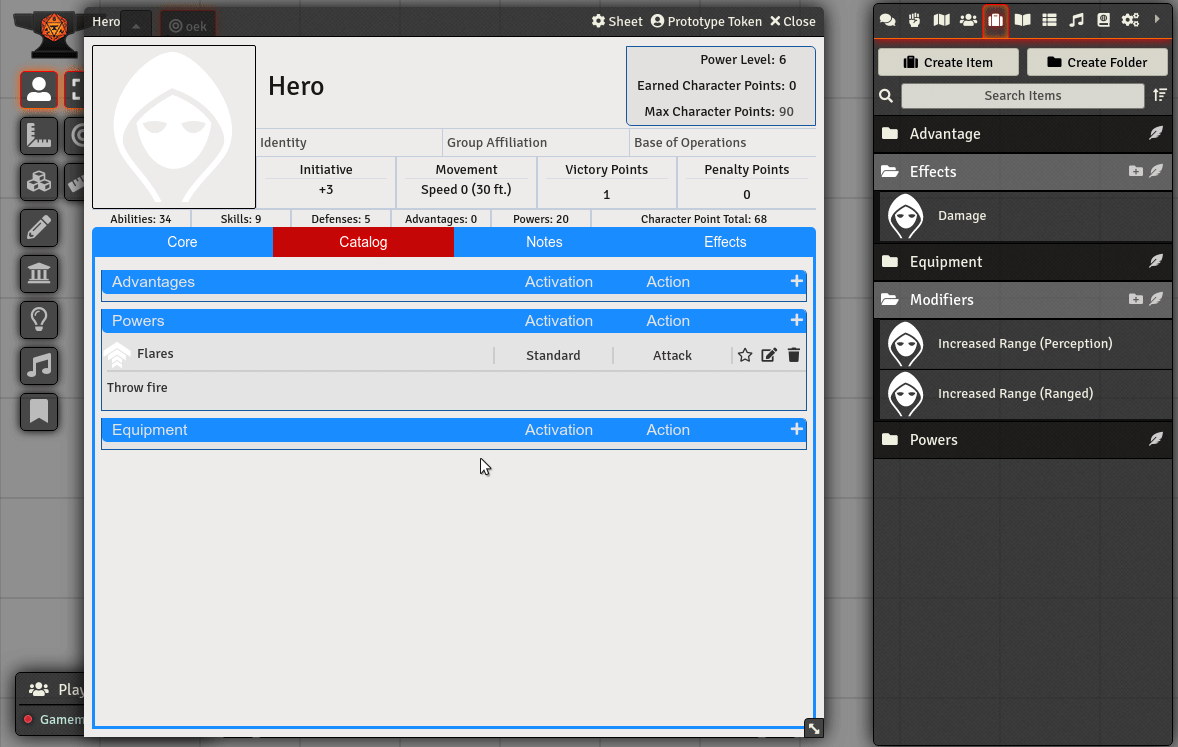 Hero
oek
Sheet
Prototype Token
Close
Hero
Power Level: 6
Earned Character Points: 0
Max Character Points: 90
Identity
Group Affiliation
Base of Operations
Initiative
Movement
Victory Points
Penalty Points
+3
Speed 0 (30 ft.)
1
0
Abilities: 34
Skills: 9
Defenses: 5
Advantages: 0
Powers: 20
Character Point Total: 68
Core
Catalog
Notes
Effects
Advantages
Activation
Action
Powers
Activation
Action
Flares
Standard
Attack
Throw fire
Equipment
Activation
Action
Play
Gamem
Create Item
Create Folder
Search Items
Advantage
Effects
Damage
Equipment
Modifiers
Increased Range (Perception)
Increased Range (Ranged)
Powers